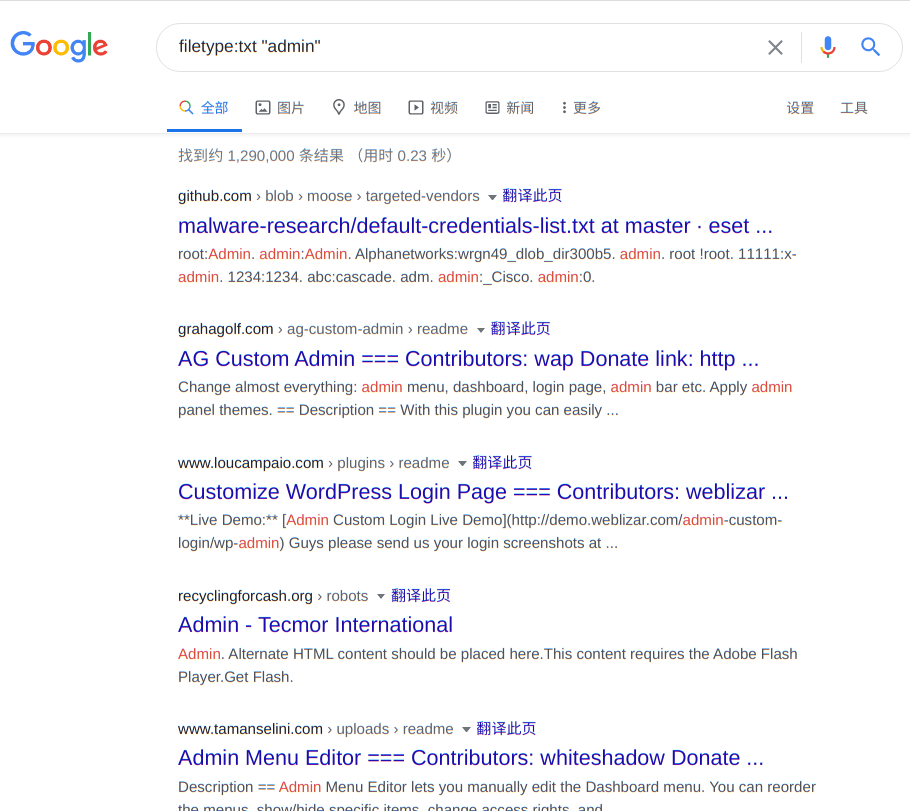 Google
filetype:txt "admin"
全部 图片 地图 视频 新闻 更多 设置 工具
找到约 1,290,000 条结果 （用时 0.23 秒）
github.com › blob › moose › targeted-vendors 翻译此页
malware-research/default-credentials-list.txt at master · eset ...
root:Admin. admin:Admin. Alphanetworks:wrgn49_dlob_dir300b5. admin. root !root. 11111:x-
admin. 1234:1234. abc:cascade. adm. admin:_Cisco. admin:0.
grahagolf.com › ag-custom-admin › readme 翻译此页
AG Custom Admin === Contributors: wap Donate link: http ...
Change almost everything: admin menu, dashboard, login page, admin bar etc. Apply admin
panel themes. == Description == With this plugin you can easily ...
www.loucampaio.com › plugins › readme 翻译此页
Customize WordPress Login Page === Contributors: weblizar ...
**Live Demo:** [Admin Custom Login Live Demo](http://demo.weblizar.com/admin-custom-
login/wp-admin) Guys please send us your login screenshots at ...
recyclingforcash.org › robots 翻译此页
Admin - Tecmor International
Admin. Alternate HTML content should be placed here.This content requires the Adobe Flash
Player.Get Flash.
www.tamanselini.com › uploads › readme 翻译此页
Admin Menu Editor === Contributors: whiteshadow Donate ...
Description == Admin Menu Editor lets you manually edit the Dashboard menu. You can reorder
the menus, show/hide specific items, change access rights, and